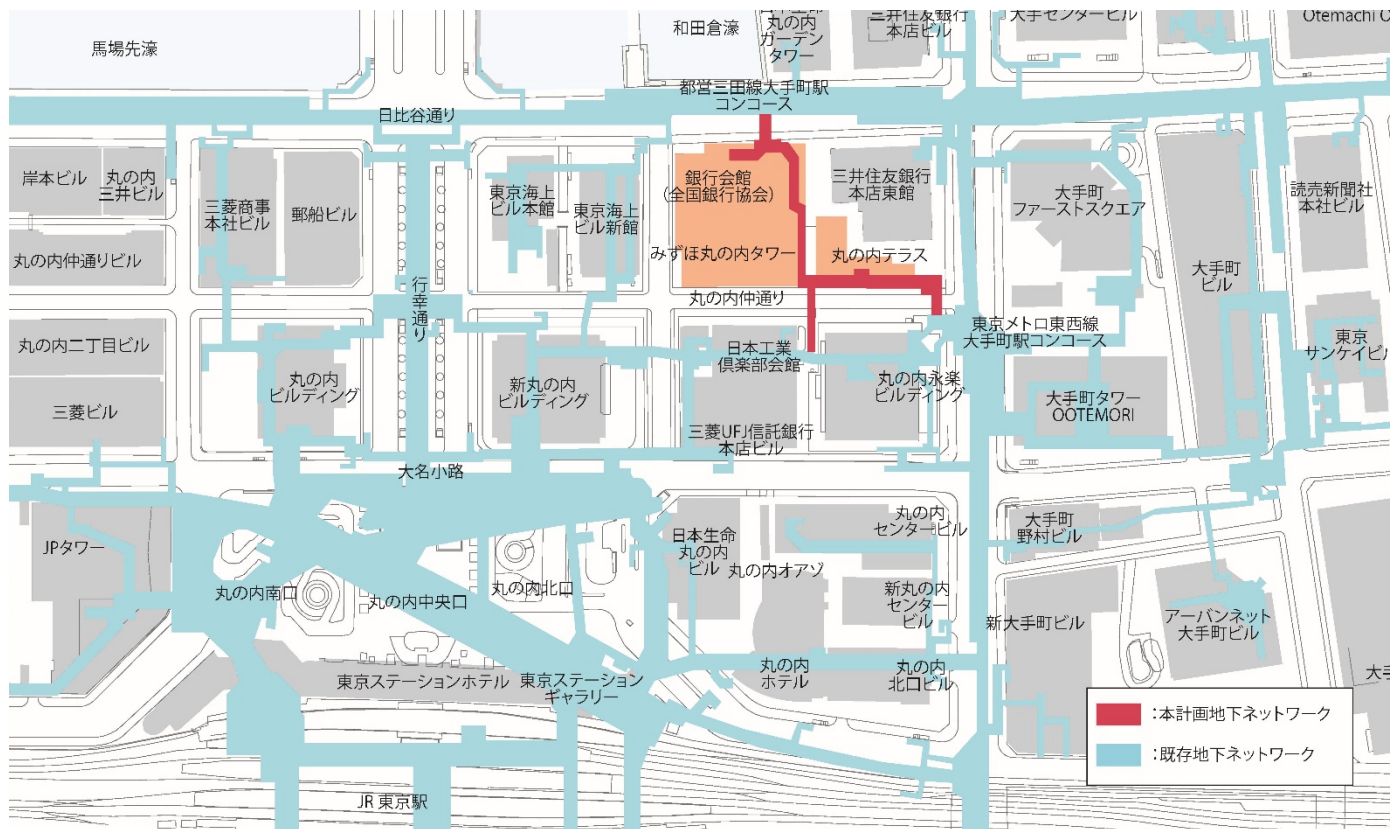 馬場先濠
和田倉濠
丸の内
ガーデン
タワー
三井住友銀行
本店ビル
大手センタービル
Otemachi O
都営三田線大手町駅
コンコース
日比谷通り
岸本ビル
丸の内
三井ビル
三菱商事
本社ビル
郵船ビル
東京海上
ビル本館
東京海上
ビル新館
銀行会館
(全国銀行協会)
三井住友銀行
本店東館
大手町
ファーストスクエア
読売新聞社
本社ビル
丸の内仲通りビル
みずほ丸の内タワー
丸の内テラス
大手町
ビル
行幸通り
丸の内仲通り
丸の内二丁目ビル
東京メトロ東西線
大手町駅コンコース
東京
サンケイビル
日本工業
倶楽部会館
丸の内
ビルディング
新丸の内
ビルディング
丸の内永楽
ビルディング
大手町タワー
OOTEMORI
三菱ビル
三菱UFJ信託銀行
本店ビル
大名小路
JPタワー
日本生命
丸の内
ビル
丸の内
センタービル
大手町
野村ビル
丸の内オアゾ
丸の内南口
丸の内中央口
丸の内北口
新丸の内
センター
ビル
新大手町ビル
アーバンネット
大手町ビル
東京ステーションホテル
東京ステーション
ギャラリー
丸の内
ホテル
丸の内
北口ビル
大手
:本計画地下ネットワーク
:既存地下ネットワーク
JR 東京駅